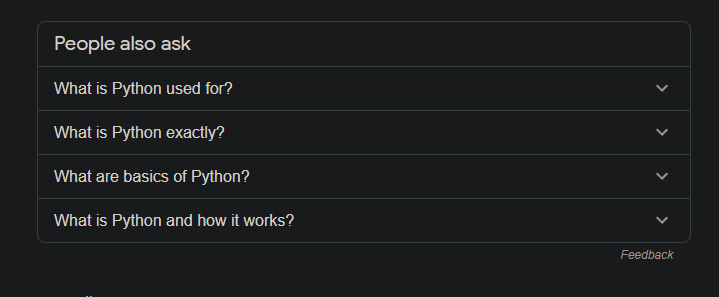 People also ask
What is Python used for?
What is Python exactly?
What are basics of Python?
What is Python and how it works?
Feedback